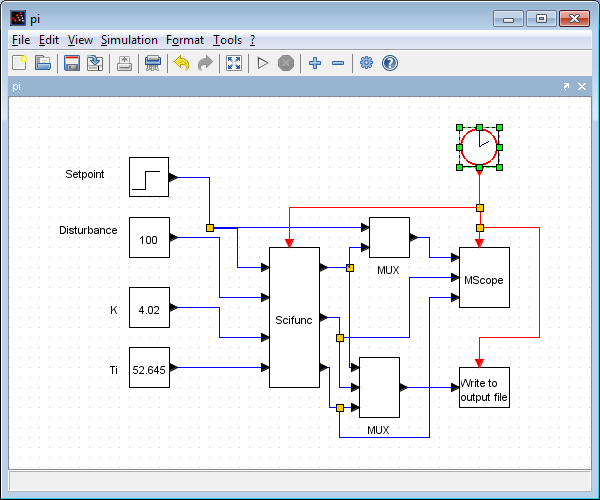 pi
File Edit View Simulation Format Tools ?
pi
Setpoint
Disturbance
100
MUX
MScope
K
4.02
Scifunc
Ti
52.645
Write to
output file
MUX